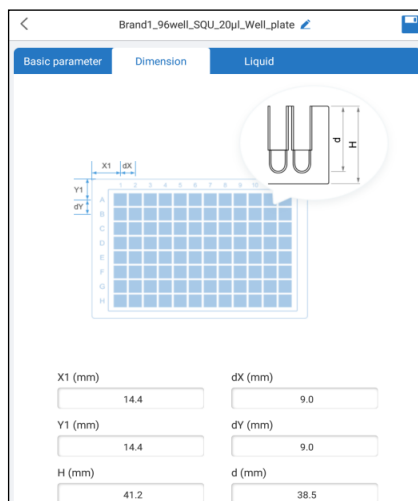 Brand1_96well_SQU_20µl_Well_plate
Basic parameter Dimension Liquid
d H
X1 dX
Y1 dY
1 2 3 4 5 6 7 8 9 10
A
B
C
D
E
F
G
H
X1 (mm) dX (mm)
14.4 9.0
Y1 (mm) dY (mm)
14.4 9.0
H (mm) d (mm)
41.2 38.5